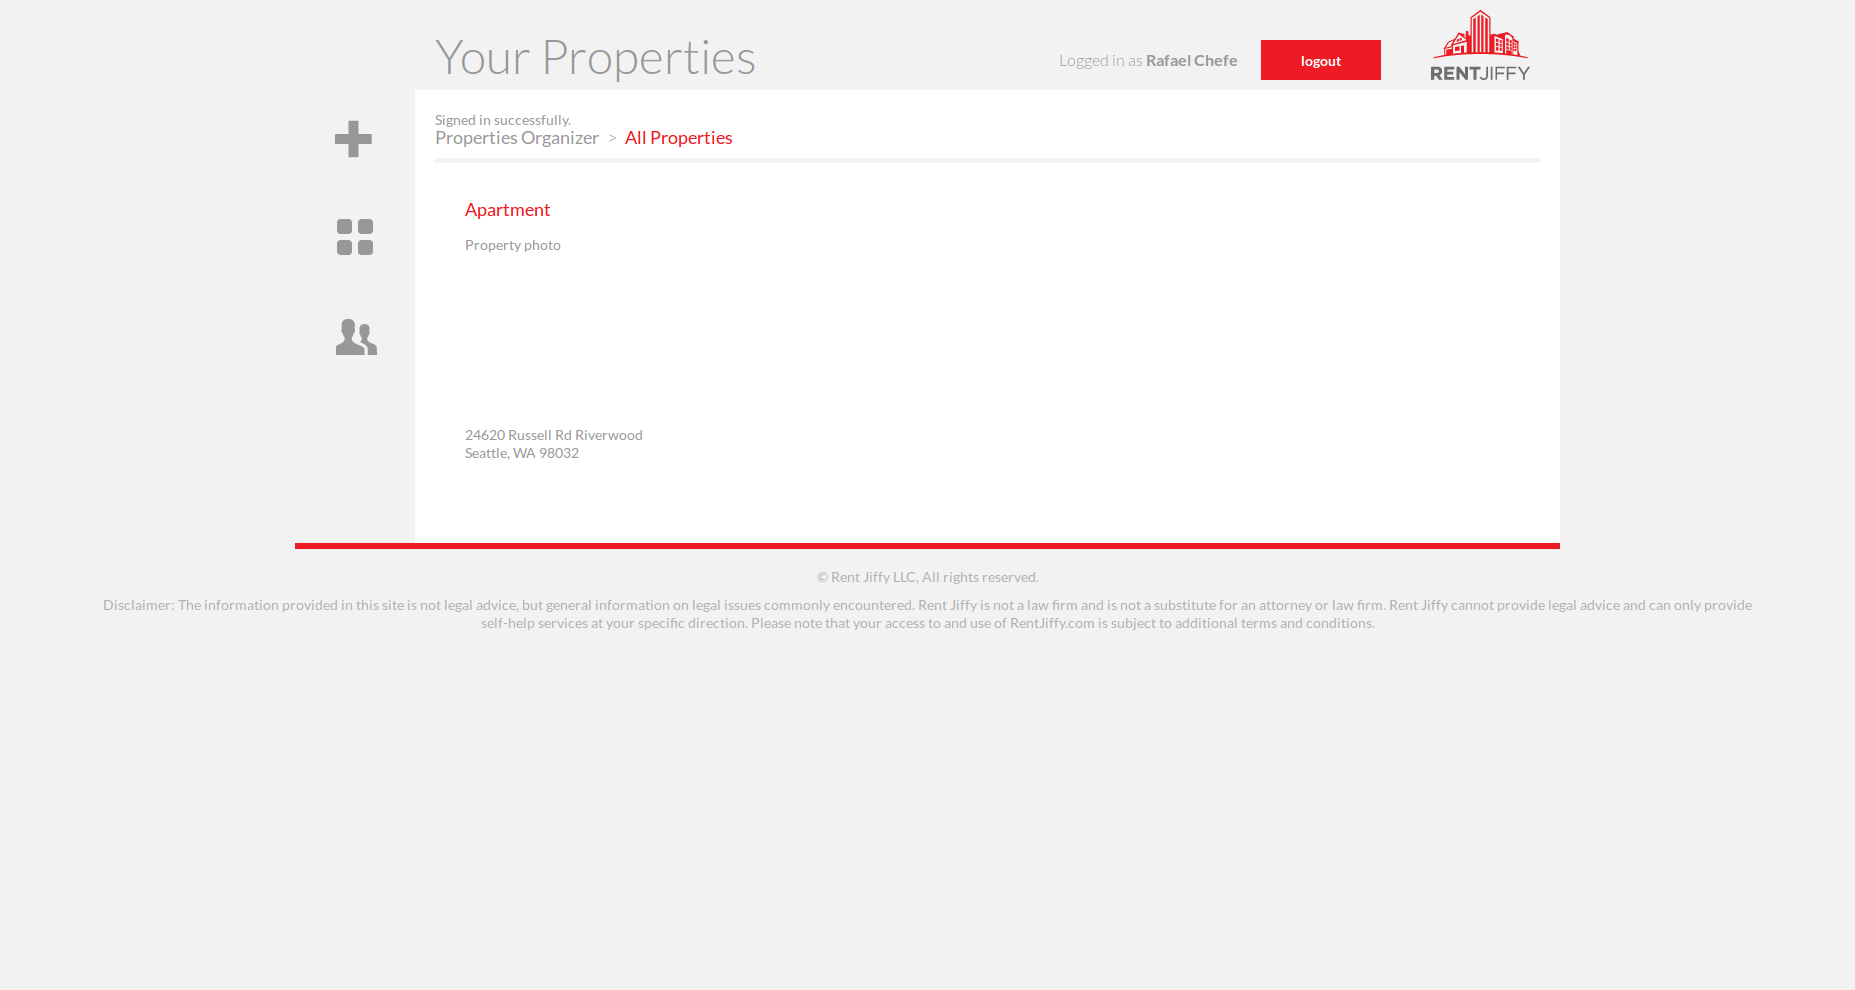 Your Properties
Logged in as Rafael Chefe
logout
RENTJIFFY
Signed in successfully.
Properties Organizer > All Properties
Apartment
Property photo
24620 Russell Rd Riverwood
Seattle, WA 98032
© Rent Jiffy LLC, All rights reserved.
Disclaimer: The information provided in this site is not legal advice, but general information on legal issues commonly encountered. Rent Jiffy is not a law firm and is not a substitute for an attorney or law firm. Rent Jiffy cannot provide legal advice and can only provide
self-help services at your specific direction. Please note that your access to and use of RentJiffy.com is subject to additional terms and conditions.